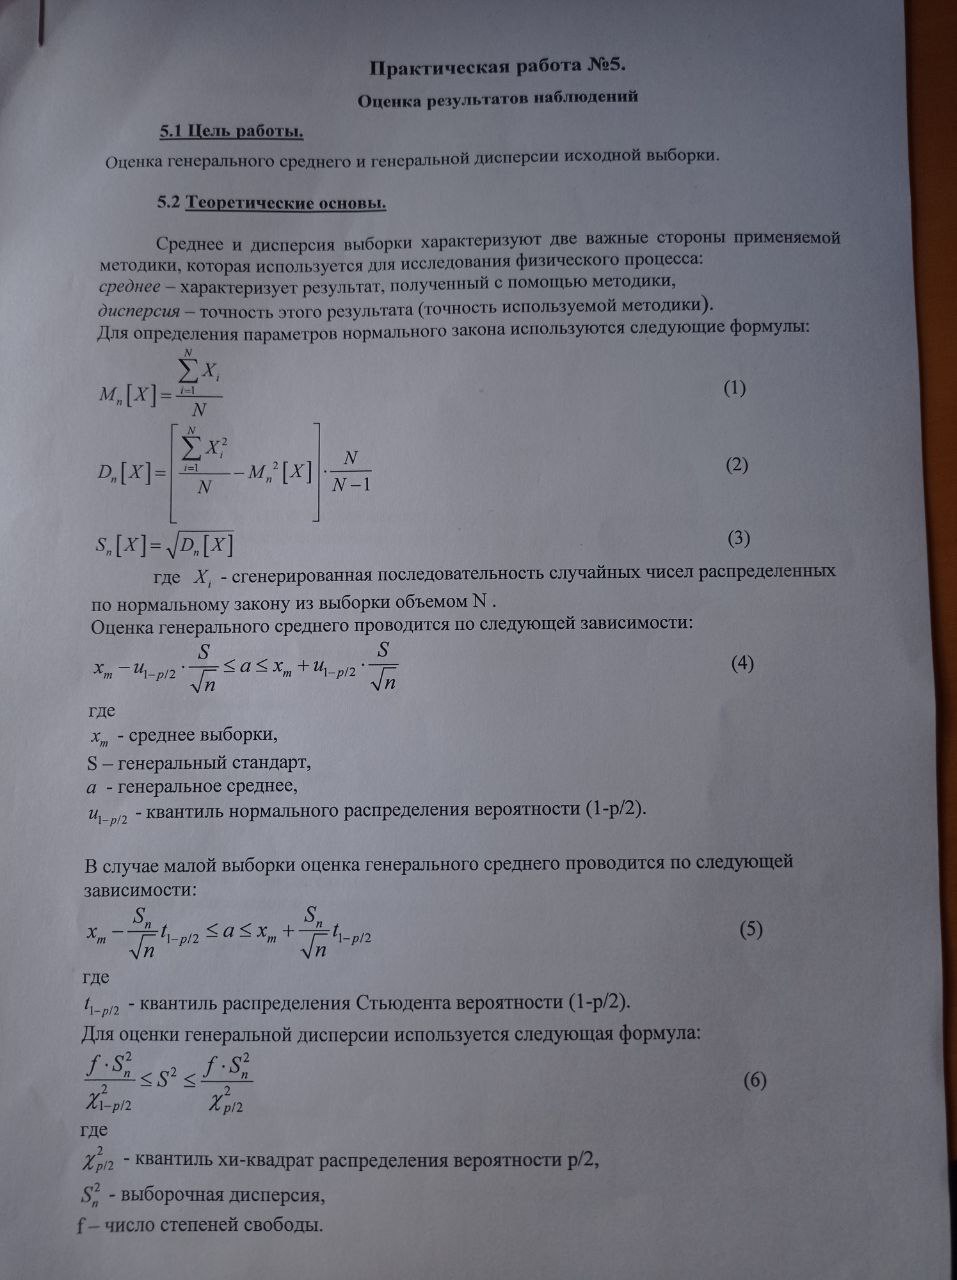 Практическая работа №5.
Оценка результатов наблюдений
5.1 Цель работы.
Оценка генерального среднего и генеральной дисперсии исходной выборки.
5.2 Теоретические основы.
Среднее и дисперсия выборки характеризуют две важные стороны применяемой
методики, которая используется для исследования физического процесса:
среднее – характеризует результат, полученный с помощью методики,
дисперсия – точность этого результата (точность используемой методики).
Для определения параметров нормального закона используются следующие формулы:
$M_n[X]=\frac{\sum_{i=1}^{N} X_i}{N}$ (1)
$D_n[X]=\left[\frac{\sum_{i=1}^{N} X_i^2}{N}-M_n^2[X]\right]\cdot\frac{N}{N-1}$ (2)
$S_n[X]=\sqrt{D_n[X]}$ (3)
где $X_i$ - сгенерированная последовательность случайных чисел распределенных
по нормальному закону из выборки объемом N .
Оценка генерального среднего проводится по следующей зависимости:
$x_m-u_{1-p/2}\cdot\frac{S}{\sqrt{n}}\leq a\leq x_m+u_{1-p/2}\cdot\frac{S}{\sqrt{n}}$ (4)
где
$x_m$ - среднее выборки,
S – генеральный стандарт,
a - генеральное среднее,
$u_{1-p/2}$ - квантиль нормального распределения вероятности (1-p/2).
В случае малой выборки оценка генерального среднего проводится по следующей
зависимости:
$x_m-\frac{S_n}{\sqrt{n}}t_{1-p/2}\leq a\leq x_m+\frac{S_n}{\sqrt{n}}t_{1-p/2}$ (5)
где
$t_{1-p/2}$ - квантиль распределения Стьюдента вероятности (1-p/2).
Для оценки генеральной дисперсии используется следующая формула:
$\frac{f\cdot S_n^2}{\chi_{1-p/2}^2}\leq S^2\leq\frac{f\cdot S_n^2}{\chi_{p/2}^2}$ (6)
где
$\chi_{p/2}^2$ - квантиль хи-квадрат распределения вероятности p/2,
$S_n^2$ - выборочная дисперсия,
f – число степеней свободы.